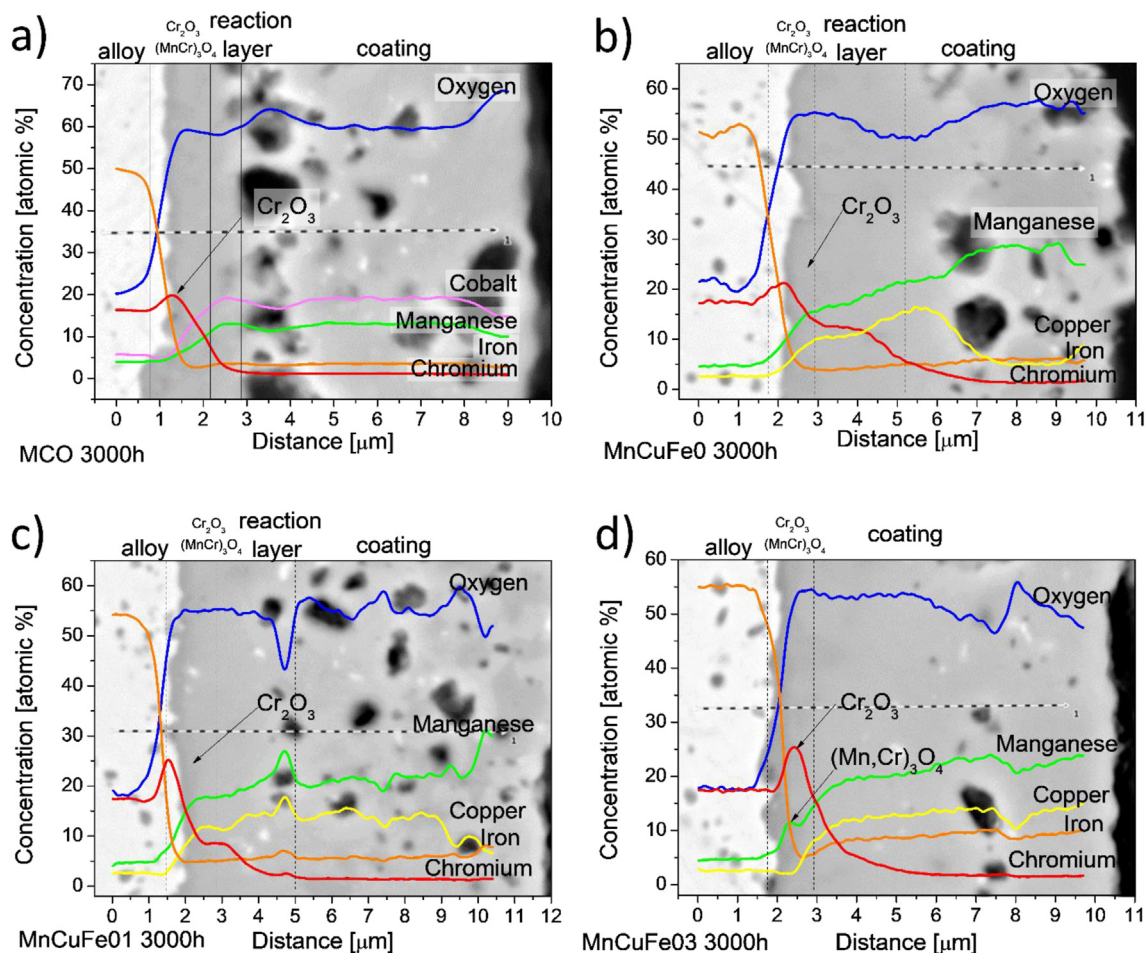 a)
alloy
Cr₂O₃
(MnCr)₃O₄
reaction
layer
coating
Concentration [atomic %]
75
70
60
50
40
30
20
10
0
Oxygen
Cr₂O₃
1
Cobalt
Manganese
Iron
Chromium
0 1 2 3 4 5 6 7 8 9 10
Distance [μm]
MCO 3000h
b)
alloy
Cr₂O₃
(MnCr)₃O₄
reaction
layer
coating
Concentration [atomic %]
60
50
40
30
20
10
0
Oxygen
1
Cr₂O₃
Manganese
Copper
Iron
Chromium
0 1 2 3 4 5 6 7 8 9 10 11
Distance [μm]
MnCuFe0 3000h
c)
alloy
Cr₂O₃
(MnCr)₃O₄
reaction
layer
coating
Concentration [atomic %]
60
50
40
30
20
10
0
Oxygen
Cr₂O₃
Manganese
1
Copper
Iron
Chromium
0 1 2 3 4 5 6 7 8 9 10 11 12
Distance [μm]
MnCuFe01 3000h
d)
alloy
Cr₂O₃
(MnCr)₃O₄
coating
Concentration [atomic %]
60
50
40
30
20
10
0
Oxygen
1
Cr₂O₃
(Mn,Cr)₃O₄
Manganese
Copper
Iron
Chromium
0 1 2 3 4 5 6 7 8 9 10 11
Distance [μm]
MnCuFe03 3000h